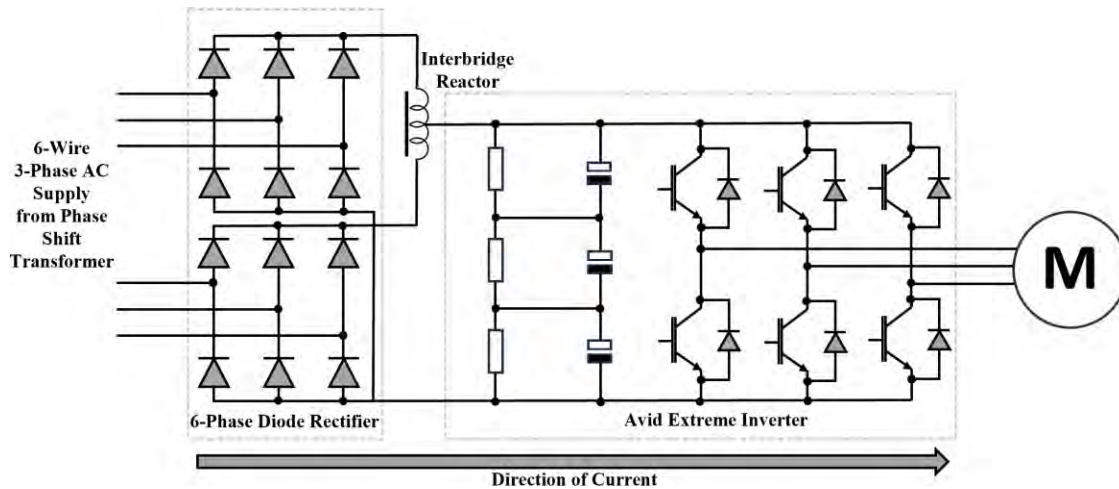 Interbridge
Reactor
6-Wire
3-Phase AC
Supply
from Phase
Shift
Transformer
M
6-Phase Diode Rectifier
Avid Extreme Inverter
Direction of Current